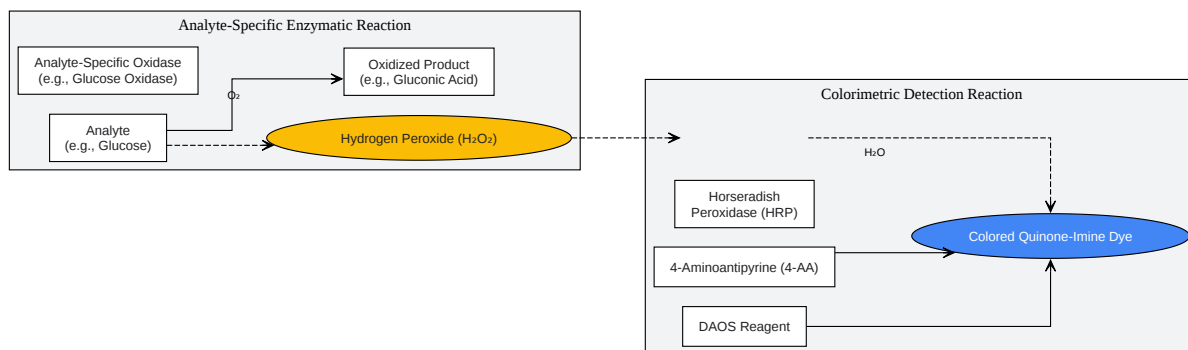 Analyte-Specific Enzymatic Reaction
Analyte-Specific Oxidase
(e.g., Glucose Oxidase)
Oxidized Product
(e.g., Gluconic Acid)
O₂
Analyte
(e.g., Glucose)
Hydrogen Peroxide (H₂O₂)
Colorimetric Detection Reaction
H₂O
Horseradish
Peroxidase (HRP)
Colored Quinone-Imine Dye
4-Aminoantipyrine (4-AA)
DAOS Reagent